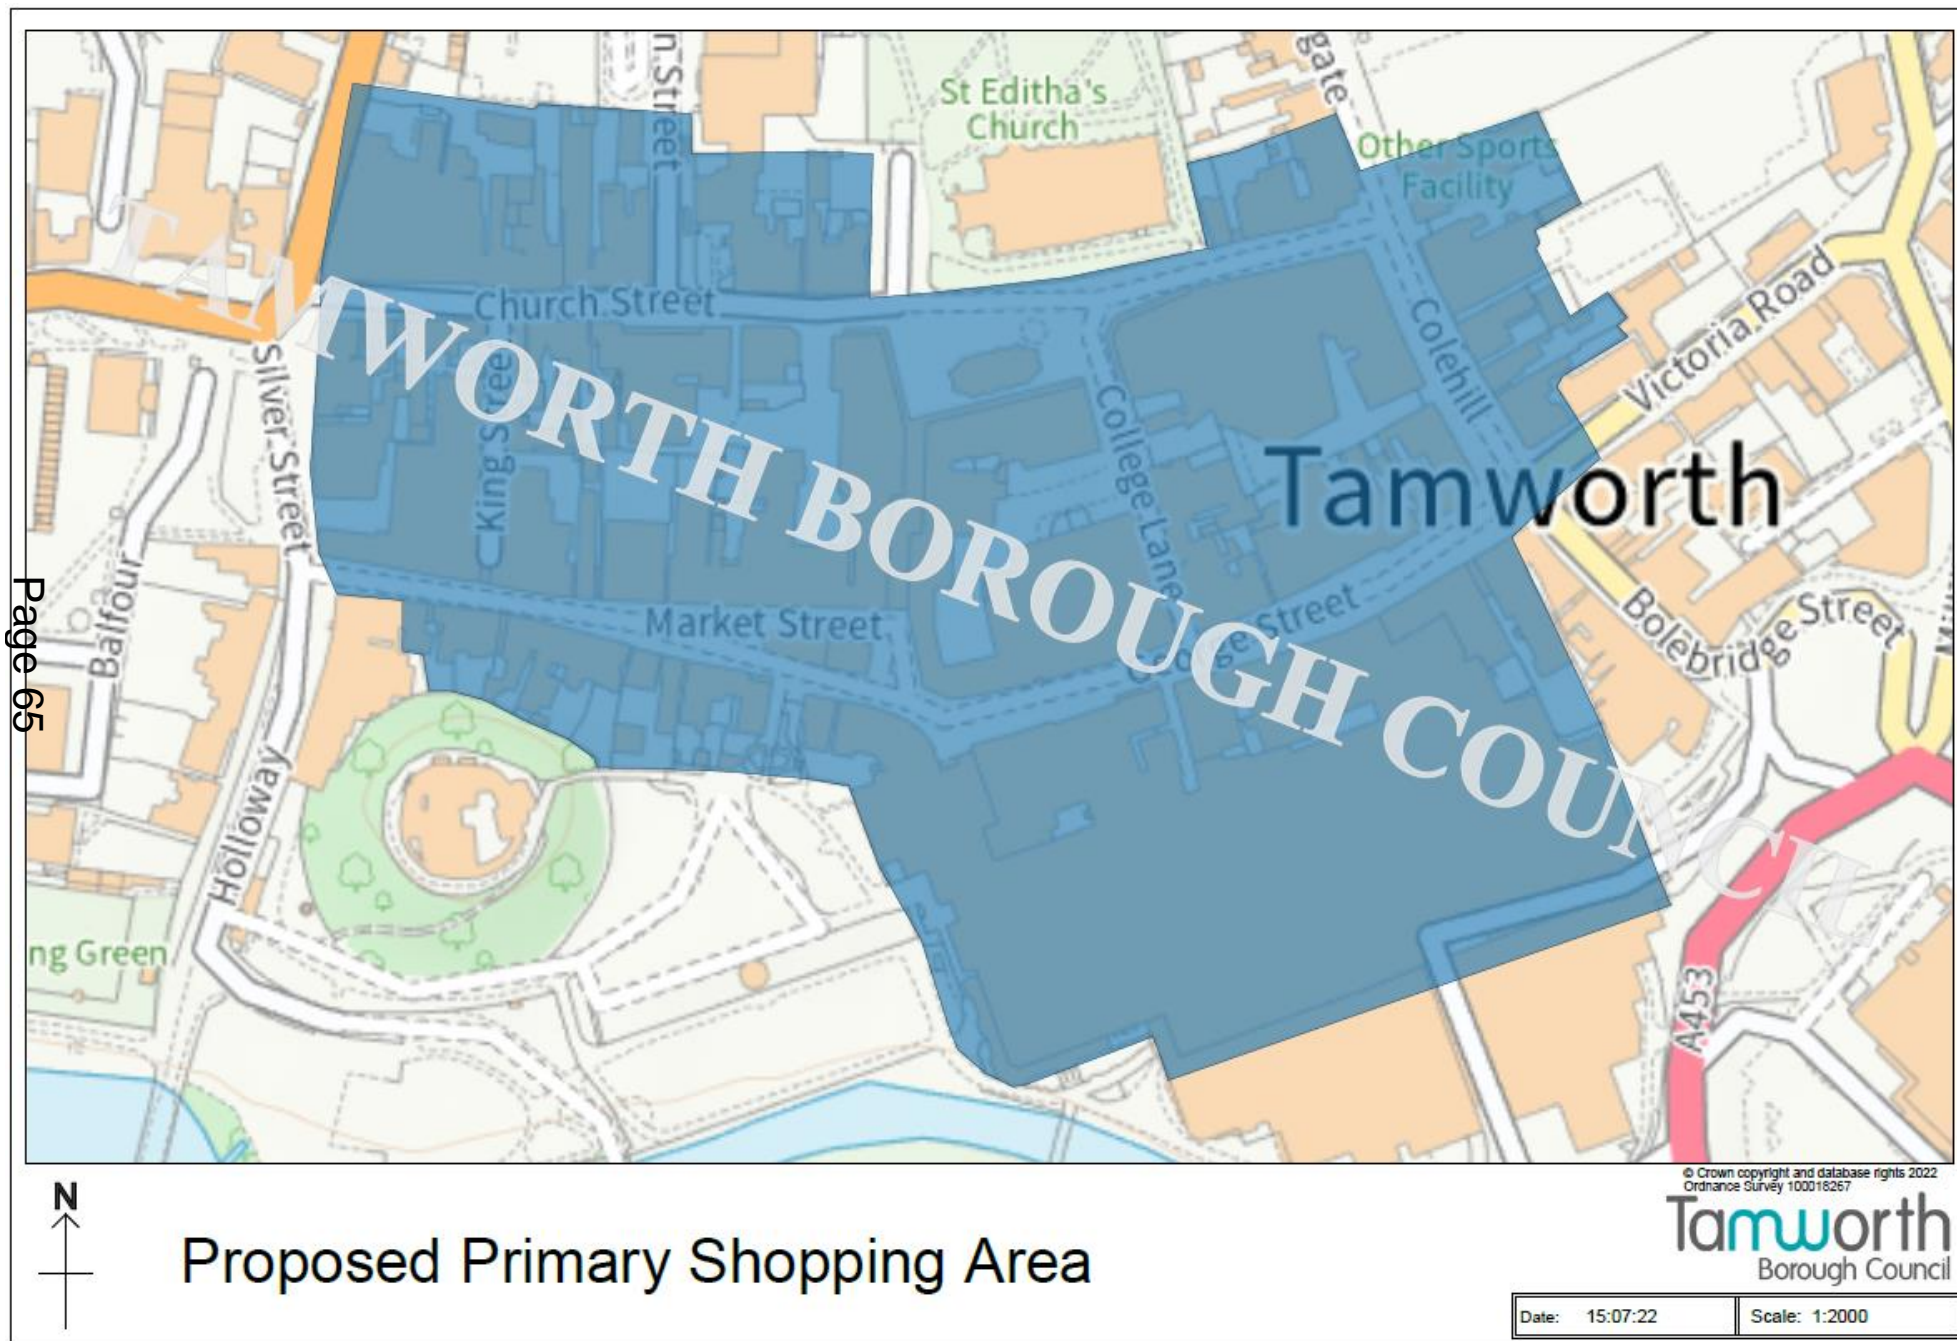 n Street
gate
St Editha's
Church
Other Sports
Facility
Church Street
King Street
Silver Street
College Lane
Colehill
Victoria Road
Tamworth
Market Street
George Street
Bolebridge Street
Balfour
Holloway
ng Green
A453
TAMWORTH BOROUGH COUNCIL
Page 65
N
Proposed Primary Shopping Area
© Crown copyright and database rights 2022
Ordnance Survey 100018267
Tamworth
Borough Council
Date: 15:07:22
Scale: 1:2000